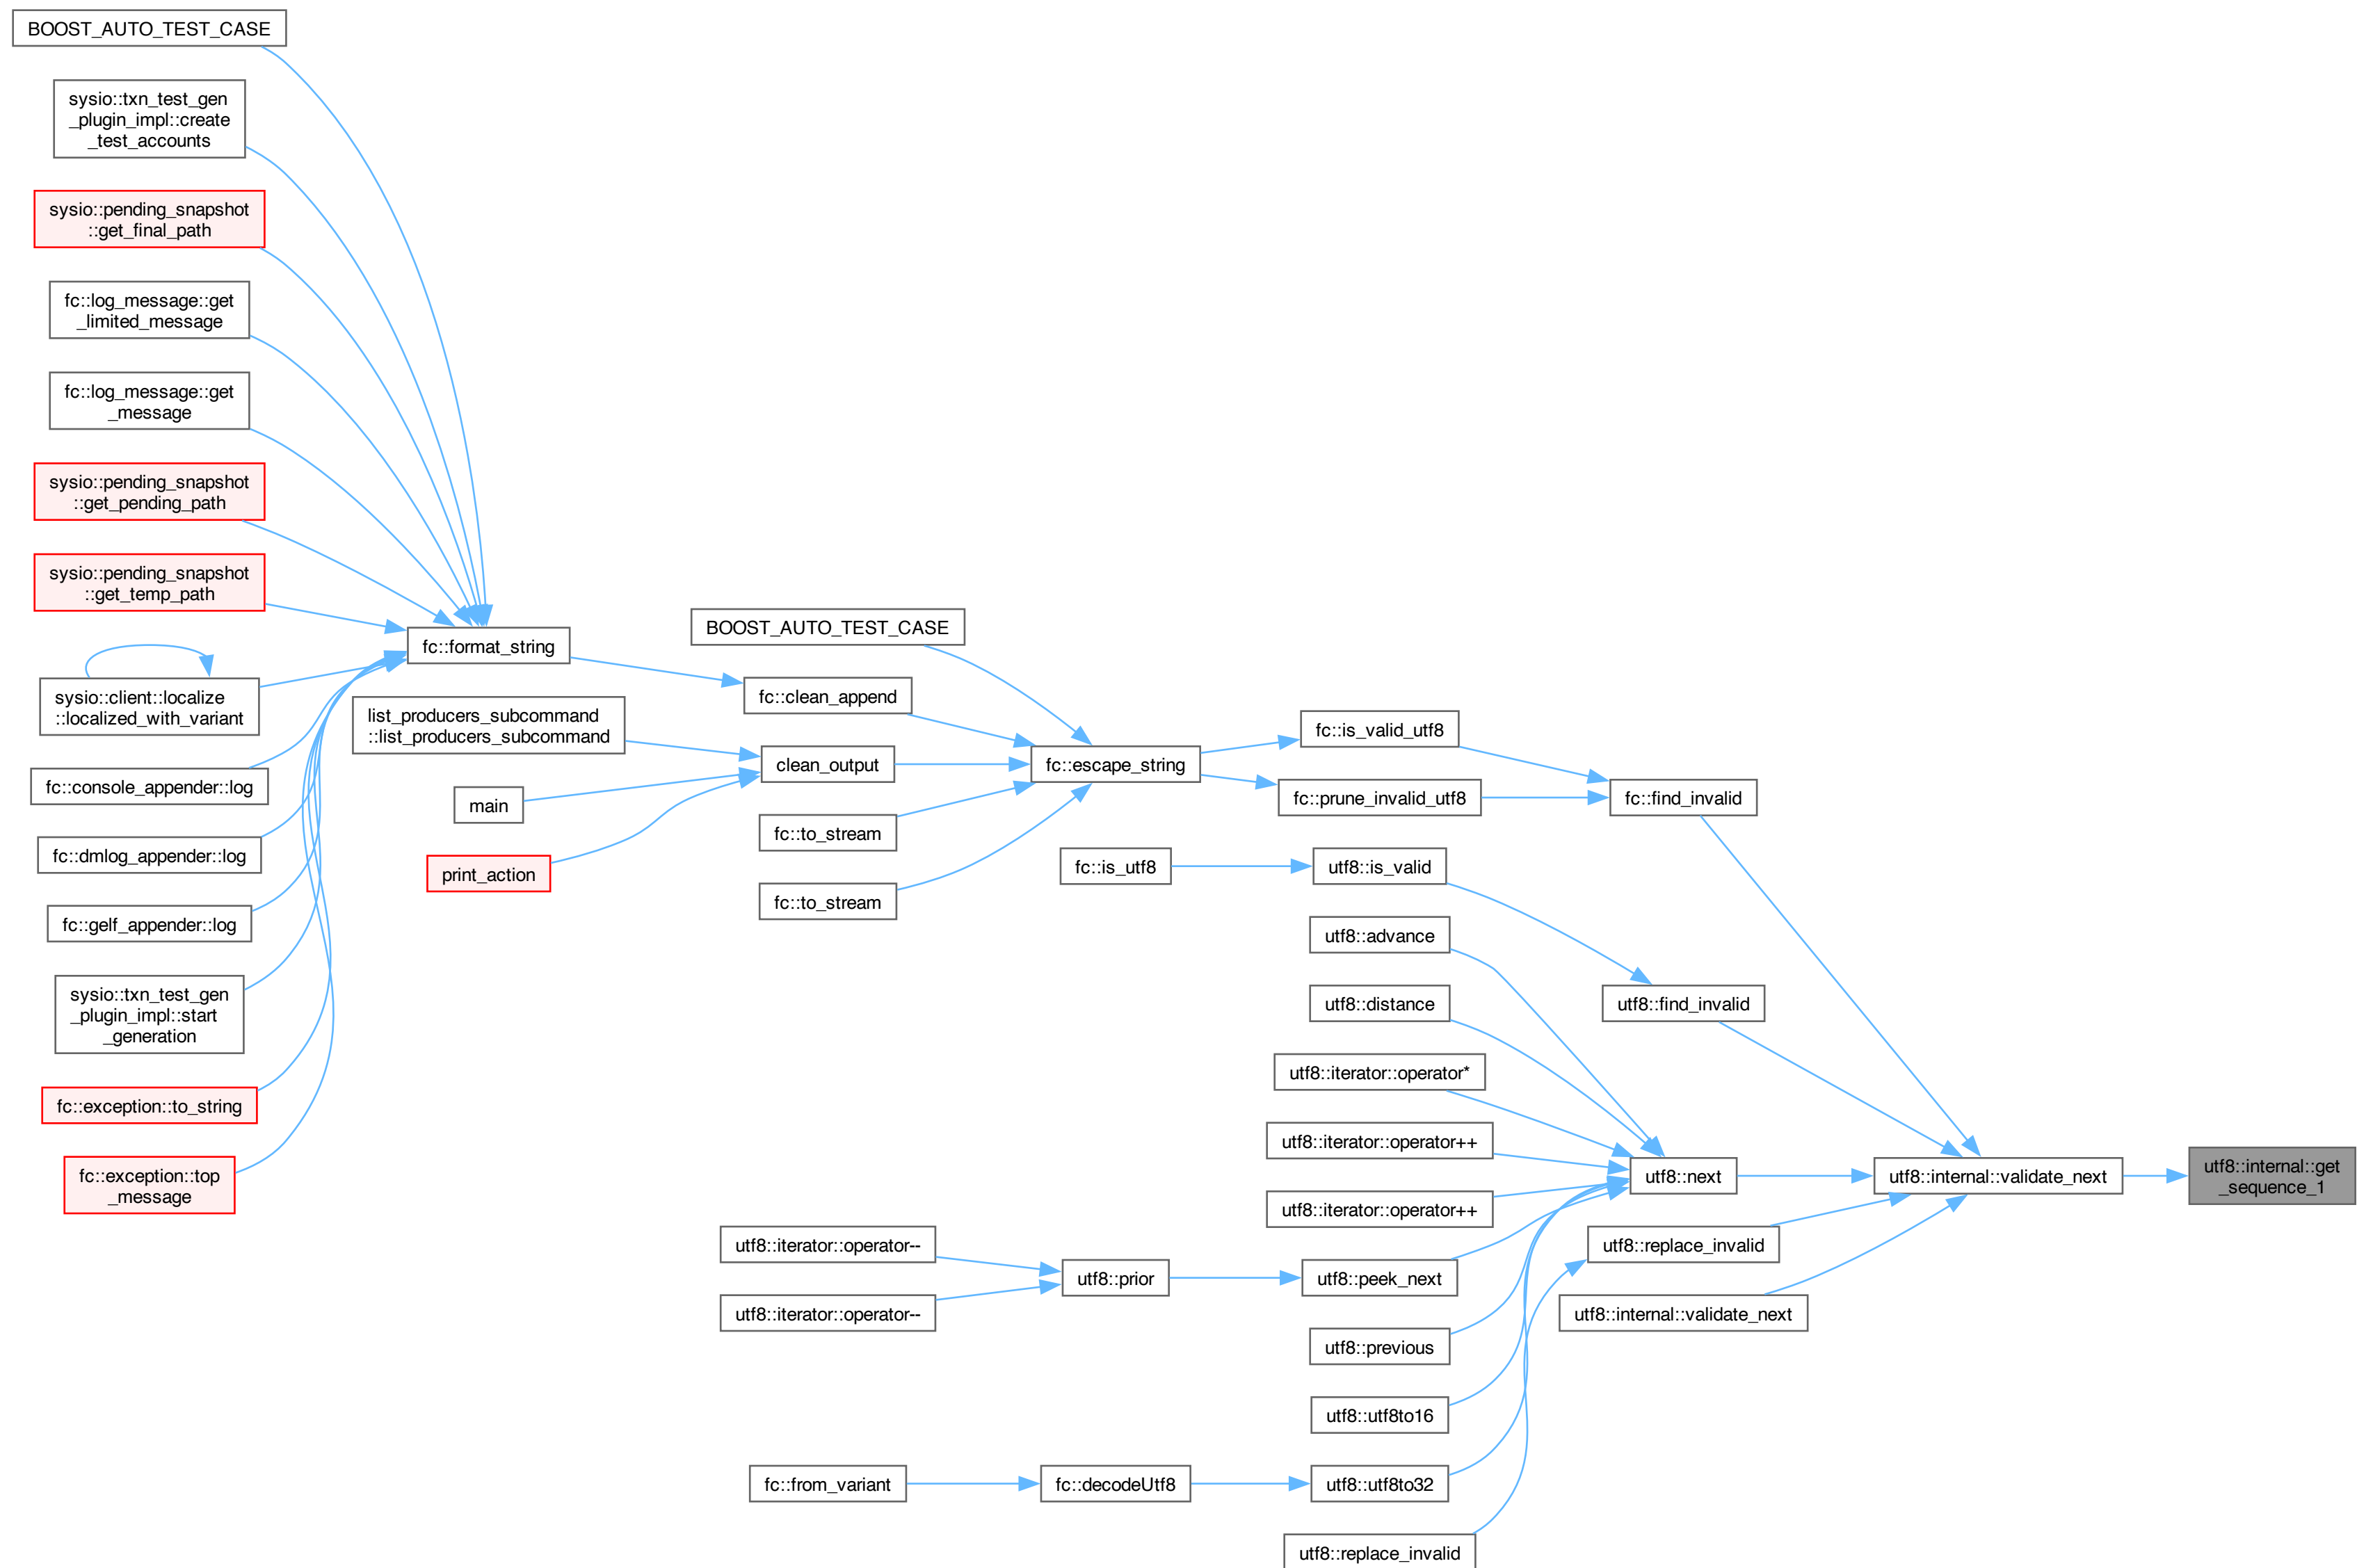 BOOST_AUTO_TEST_CASE
sysio::txn_test_gen
_plugin_impl::create
_test_accounts
sysio::pending_snapshot
::get_final_path
fc::log_message::get
_limited_message
fc::log_message::get
_message
sysio::pending_snapshot
::get_pending_path
sysio::pending_snapshot
::get_temp_path
sysio::client::localize
::localized_with_variant
fc::console_appender::log
fc::dmlog_appender::log
fc::gelf_appender::log
sysio::txn_test_gen
_plugin_impl::start
_generation
fc::exception::to_string
fc::exception::top
_message
fc::format_string
list_producers_subcommand
::list_producers_subcommand
main
print_action
BOOST_AUTO_TEST_CASE
fc::clean_append
clean_output
fc::to_stream
fc::to_stream
utf8::iterator::operator--
utf8::iterator::operator--
fc::from_variant
fc::escape_string
fc::is_utf8
utf8::prior
fc::decodeUtf8
fc::is_valid_utf8
fc::prune_invalid_utf8
utf8::is_valid
utf8::advance
utf8::distance
utf8::iterator::operator*
utf8::iterator::operator++
utf8::iterator::operator++
utf8::peek_next
utf8::previous
utf8::utf8to16
utf8::utf8to32
utf8::replace_invalid
fc::find_invalid
utf8::find_invalid
utf8::next
utf8::replace_invalid
utf8::internal::validate_next
utf8::internal::validate_next
utf8::internal::get
_sequence_1